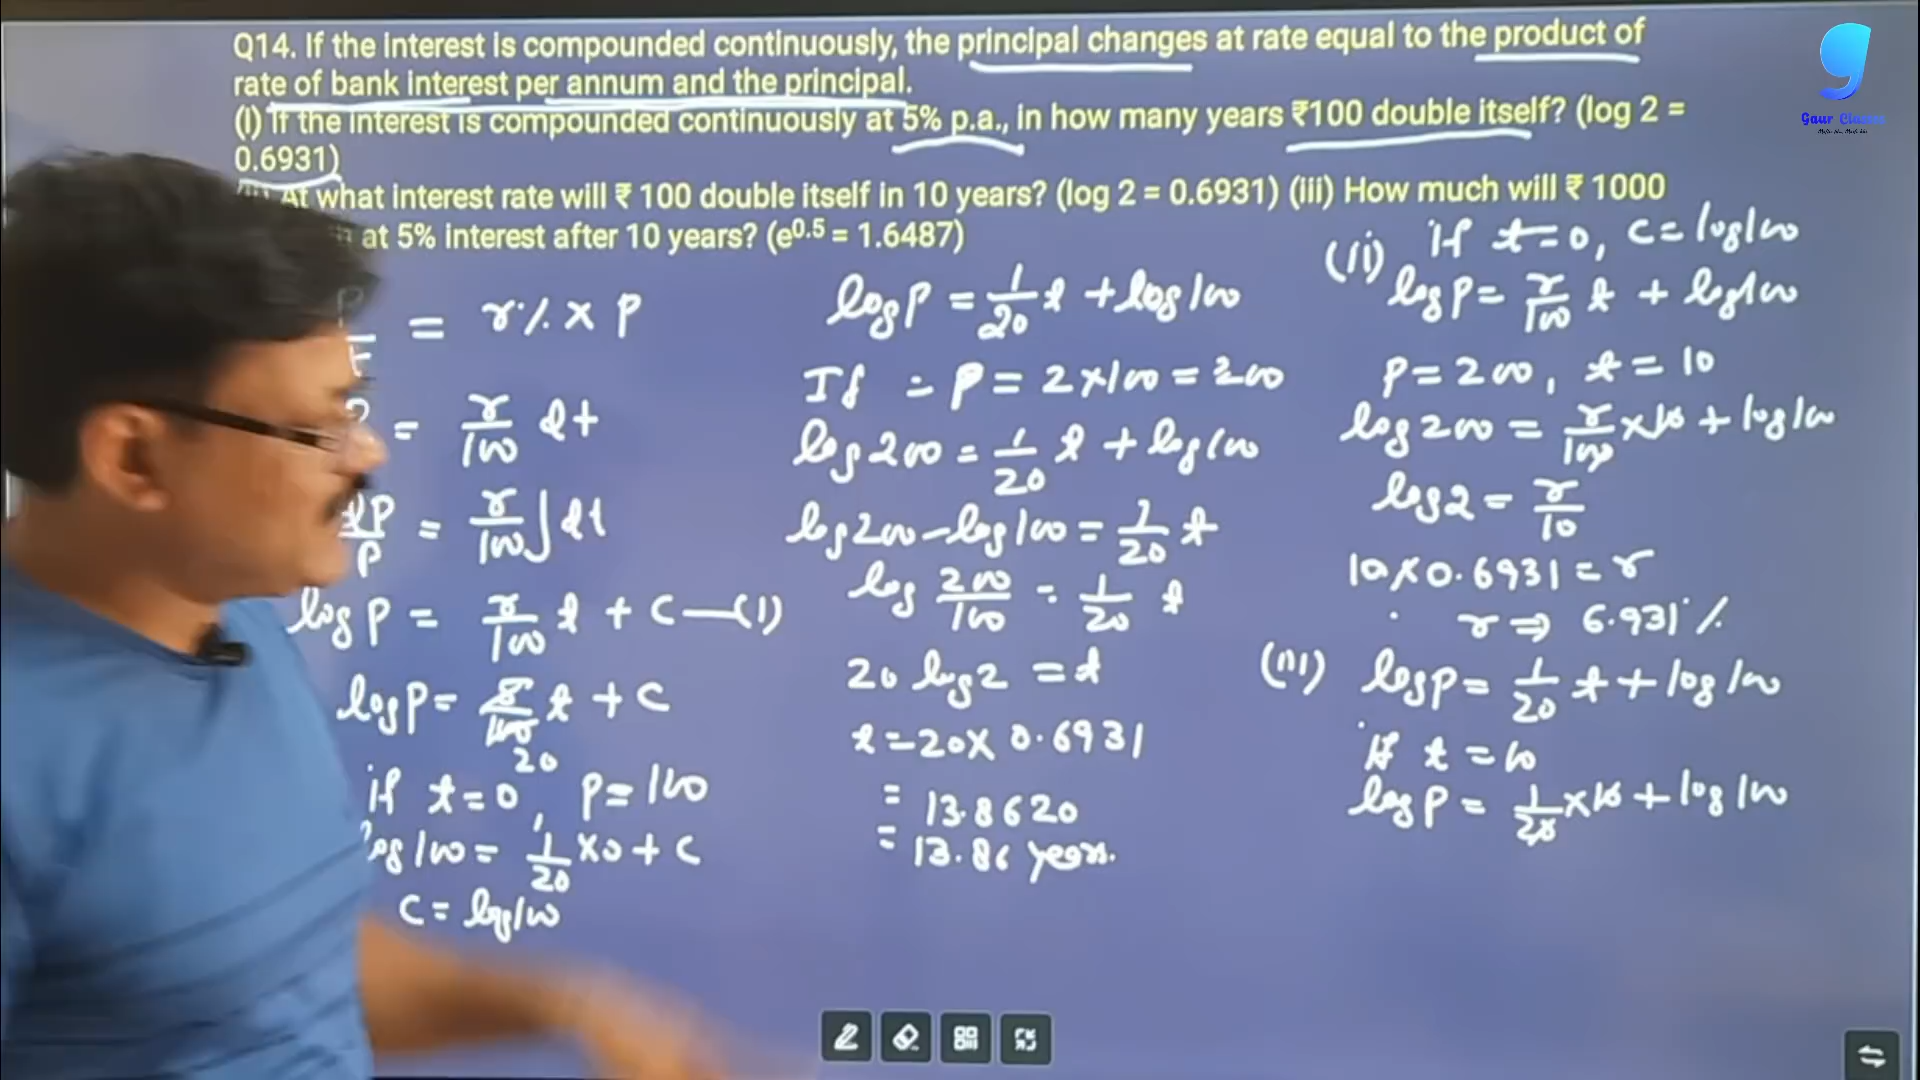 Q14. If the interest is compounded continuously, the principal changes at rate equal to the product of
rate of bank interest per annum and the principal.
(I) If the interest is compounded continuously at 5% p.a., in how many years ₹100 double itself? (log 2 =
0.6931)
At what interest rate will ₹ 100 double itself in 10 years? (log 2 = 0.6931) (iii) How much will ₹ 1000
at 5% interest after 10 years? (e^0.5 = 1.6487)
= r% × P
= r/100 dt
dP/P = r/100 ∫dt
log P = r/100 t + C —(1)
log P = 5/100 t + C
20
if t=0, P=100
log 100 = 1/20 ×0 + C
C = log 100
log P = 1/20 t + log 100
If = P = 2×100 = 200
log 200 = 1/20 t + log 100
log 200 – log 100 = 1/20 t
log 200/100 = 1/20 t
20 log 2 = t
t = 20 × 0.6931
= 13.8620
= 13.86 years.
(ii) if t=0, C = log 100
log P = r/100 t + log 100
P = 200, t = 10
log 200 = r/100 ×10 + log 100
log 2 = r/10
10×0.6931 = r
r ⇒ 6.931%
(iii) log P = 1/20 t + log 100
if t = 10
log P = 1/20 ×10 + log 100
g
Gaur Classes